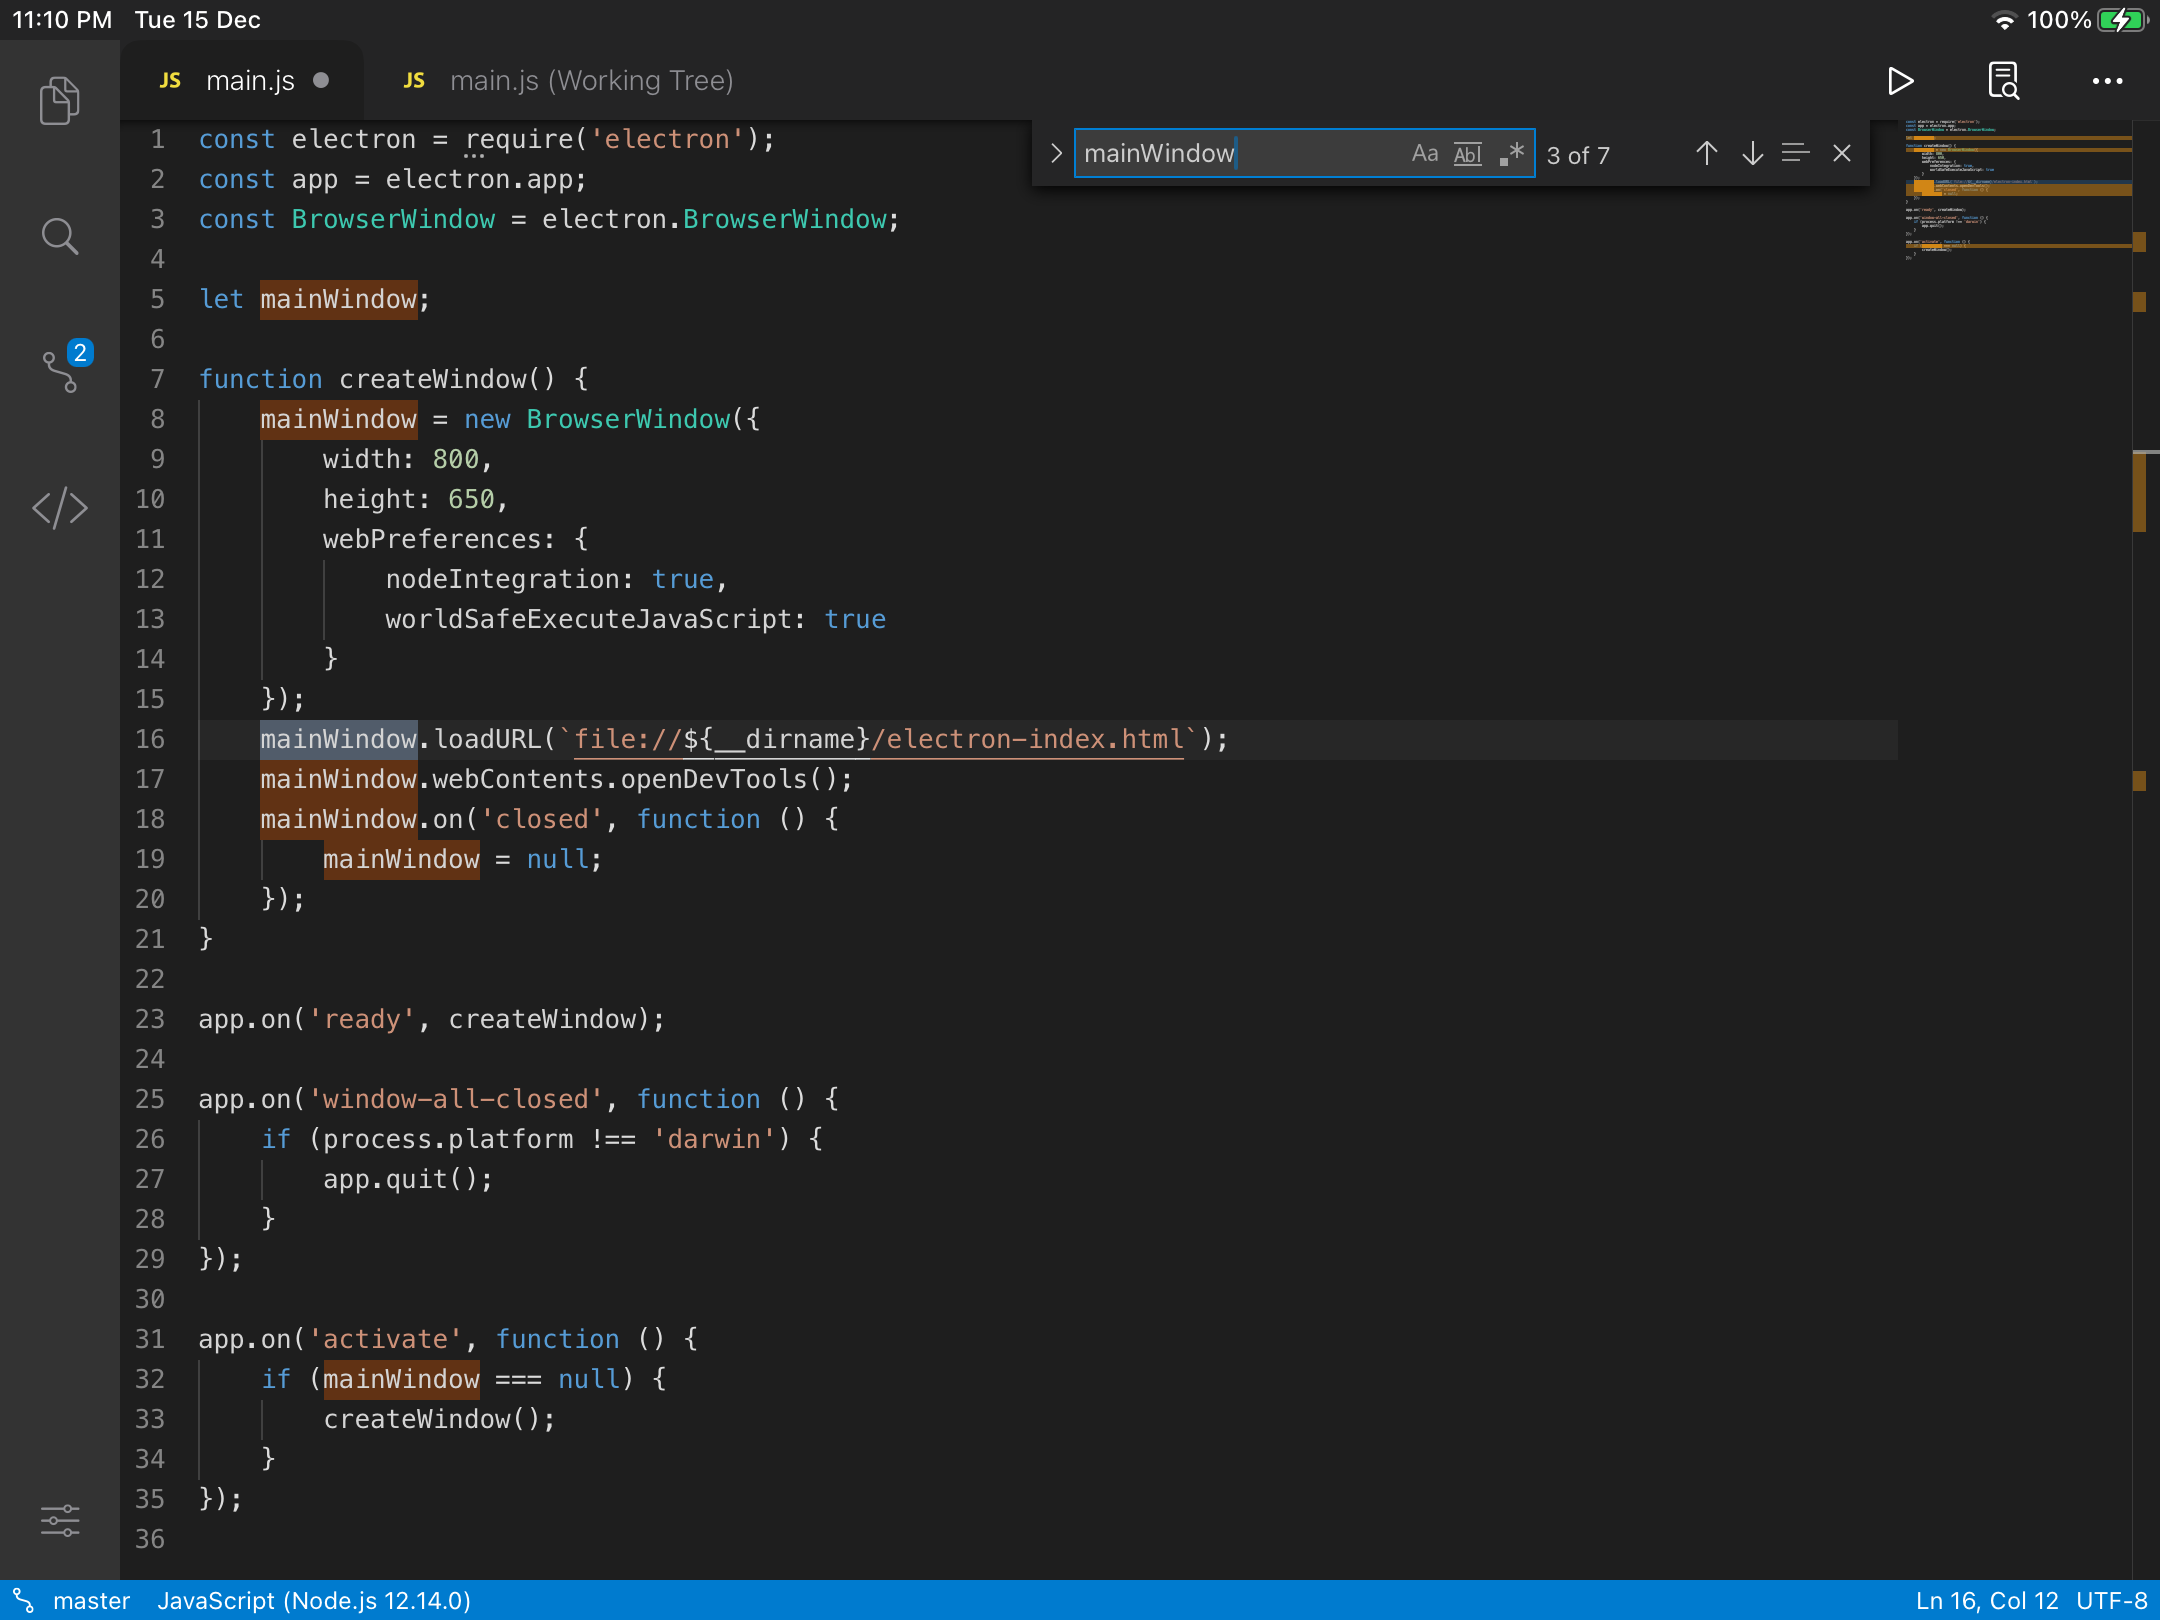 11:10 PM Tue 15 Dec 100%
JS main.js JS main.js (Working Tree)
mainWindow Aa Abl .* 3 of 7
1 const electron = require('electron');
2 const app = electron.app;
3 const BrowserWindow = electron.BrowserWindow;
4
5 let mainWindow;
6
7 function createWindow() {
8 mainWindow = new BrowserWindow({
9 width: 800,
10 height: 650,
11 webPreferences: {
12 nodeIntegration: true,
13 worldSafeExecuteJavaScript: true
14 }
15 });
16 mainWindow.loadURL(`file://${__dirname}/electron-index.html`);
17 mainWindow.webContents.openDevTools();
18 mainWindow.on('closed', function () {
19 mainWindow = null;
20 });
21 }
22
23 app.on('ready', createWindow);
24
25 app.on('window-all-closed', function () {
26 if (process.platform !== 'darwin') {
27 app.quit();
28 }
29 });
30
31 app.on('activate', function () {
32 if (mainWindow === null) {
33 createWindow();
34 }
35 });
36
2
master JavaScript (Node.js 12.14.0) Ln 16, Col 12 UTF-8